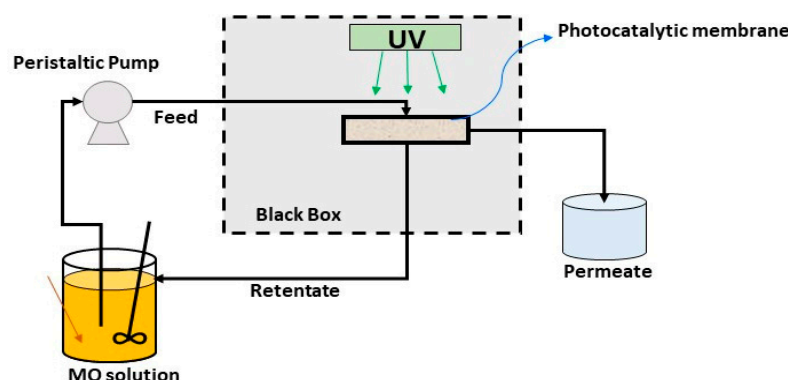 UV
Photocatalytic membrane
Peristaltic Pump
Feed
Black Box
Permeate
Retentate
MO solution